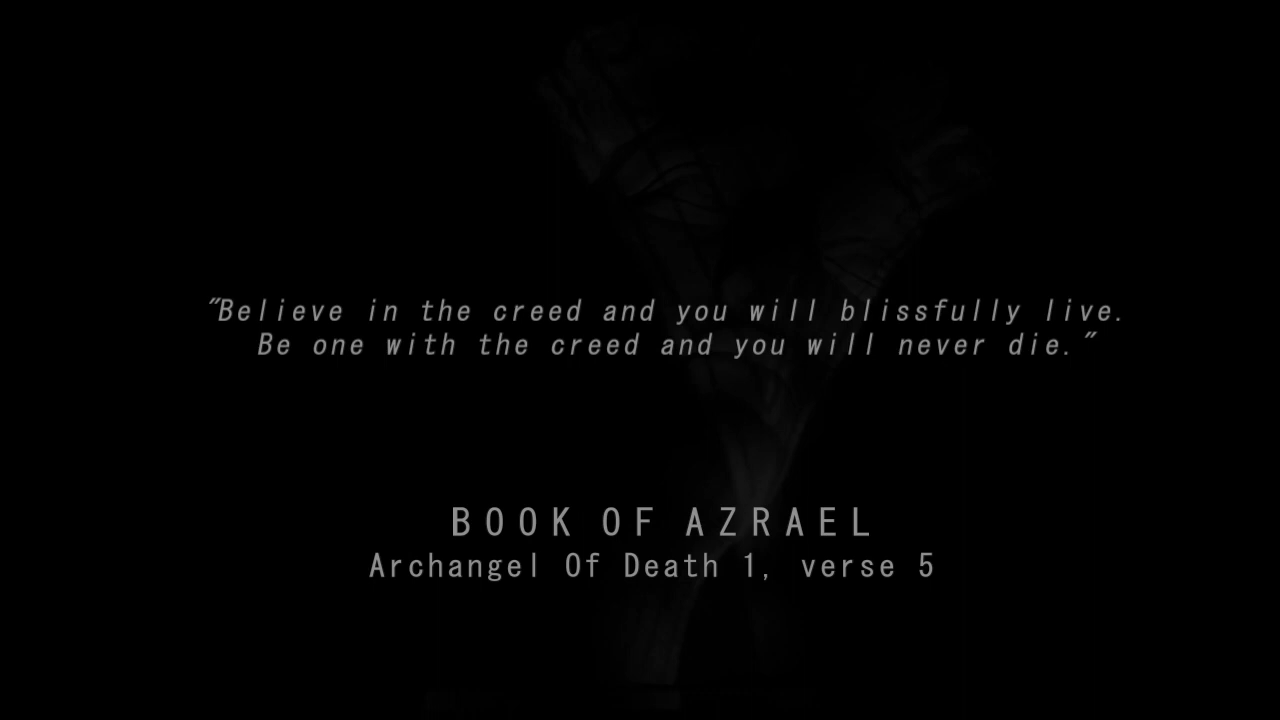 "Believe in the creed and you will blissfully live.
Be one with the creed and you will never die."
BOOK OF AZRAEL
Archangel Of Death 1, verse 5